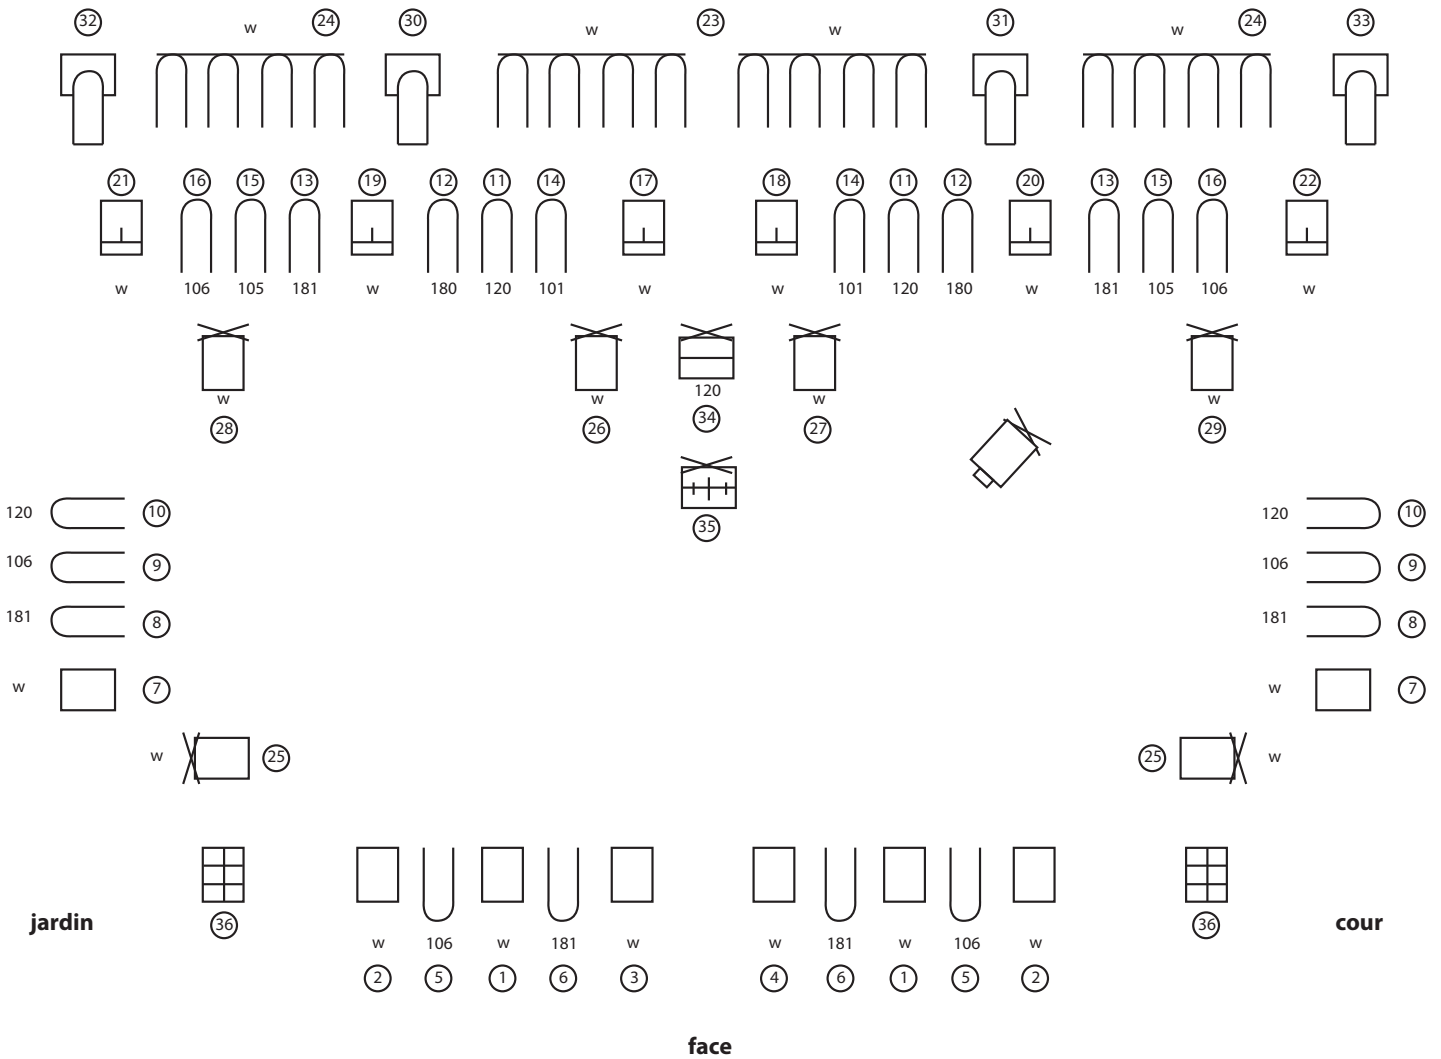 32 w 24 30 w 23 w 31 w 24 33
21 16 15 13 19 12 11 14 17 18 14 11 12 20 13 15 16 22
w 106 105 181 w 180 120 101 w w 101 120 180 w 181 105 106 w
w w 120 w w
28 26 34 27 29
35
120 10 120 10
106 9 106 9
181 8 181 8
w 7 w 7
w 25 25 w
jardin 36 36 cour
w 106 w 181 w w 181 w 106 w
2 5 1 6 3 4 6 1 5 2
face